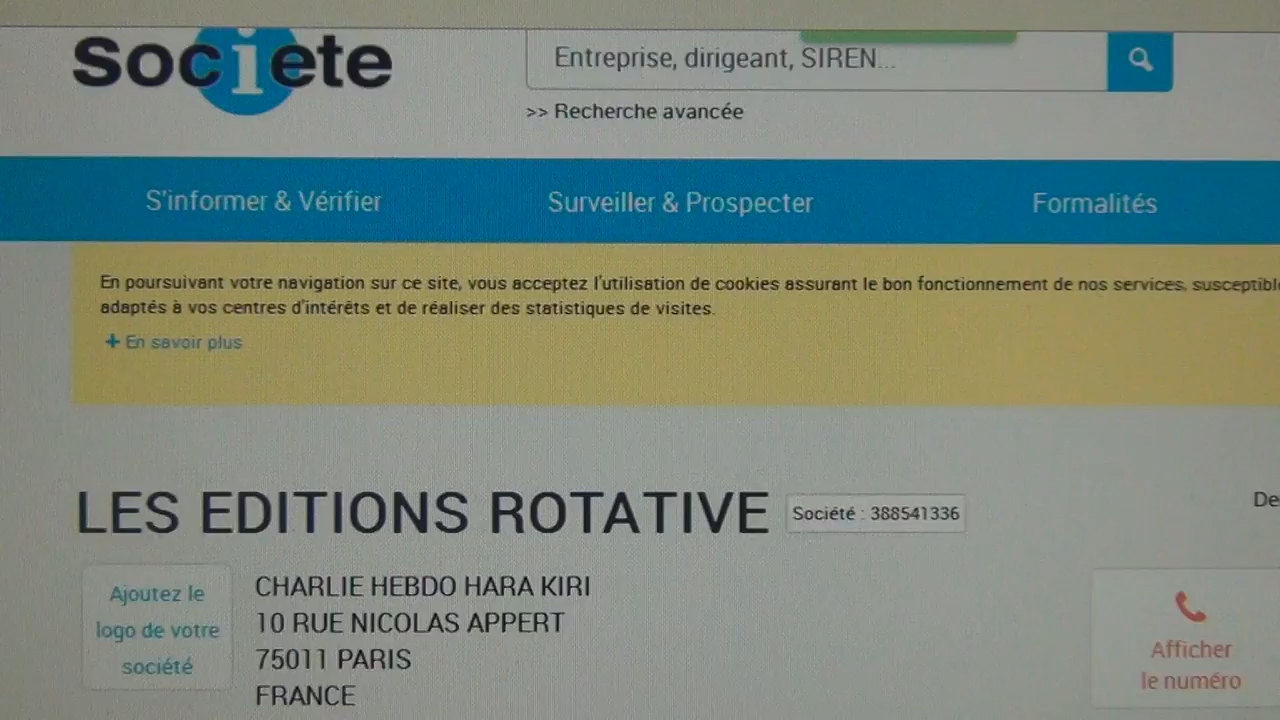 societe
Entreprise, dirigeant, SIREN...
>> Recherche avancée
S'informer & Vérifier
Surveiller & Prospecter
Formalités
En poursuivant votre navigation sur ce site, vous acceptez l'utilisation de cookies assurant le bon fonctionnement de nos services, susceptible
adaptés à vos centres d'intérêts et de réaliser des statistiques de visites.
+ En savoir plus
LES EDITIONS ROTATIVE
Société : 388541336
De
Ajoutez le
logo de votre
société
CHARLIE HEBDO HARA KIRI
10 RUE NICOLAS APPERT
75011 PARIS
FRANCE
Afficher
le numéro